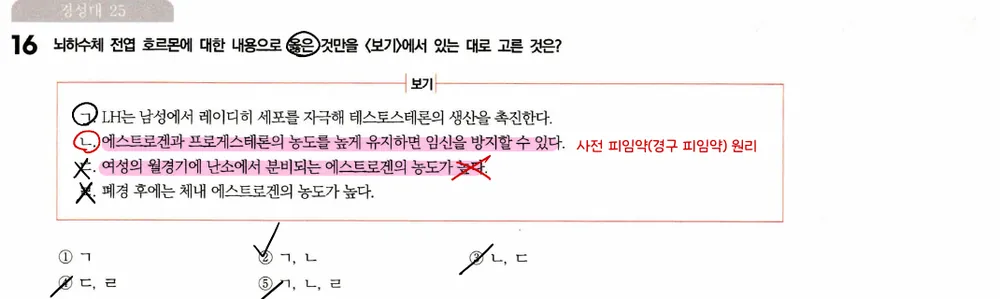 경성대 25
16 뇌하수체 전엽 호르몬에 대한 내용으로 옳은 것만을 <보기>에서 있는 대로 고른 것은?
보기
ㄱ. LH는 남성에서 레이디히 세포를 자극해 테스토스테론의 생산을 촉진한다.
ㄴ. 에스트로겐과 프로게스테론의 농도를 높게 유지하면 임신을 방지할 수 있다. 사전 피임약(경구 피임약) 원리
ㄷ. 여성의 월경기에 난소에서 분비되는 에스트로겐의 농도가 높다.
ㄹ. 폐경 후에는 체내 에스트로겐의 농도가 높다.
① ㄱ ② ㄱ, ㄴ ③ ㄴ, ㄷ
④ ㄷ, ㄹ ⑤ ㄱ, ㄴ, ㄹ